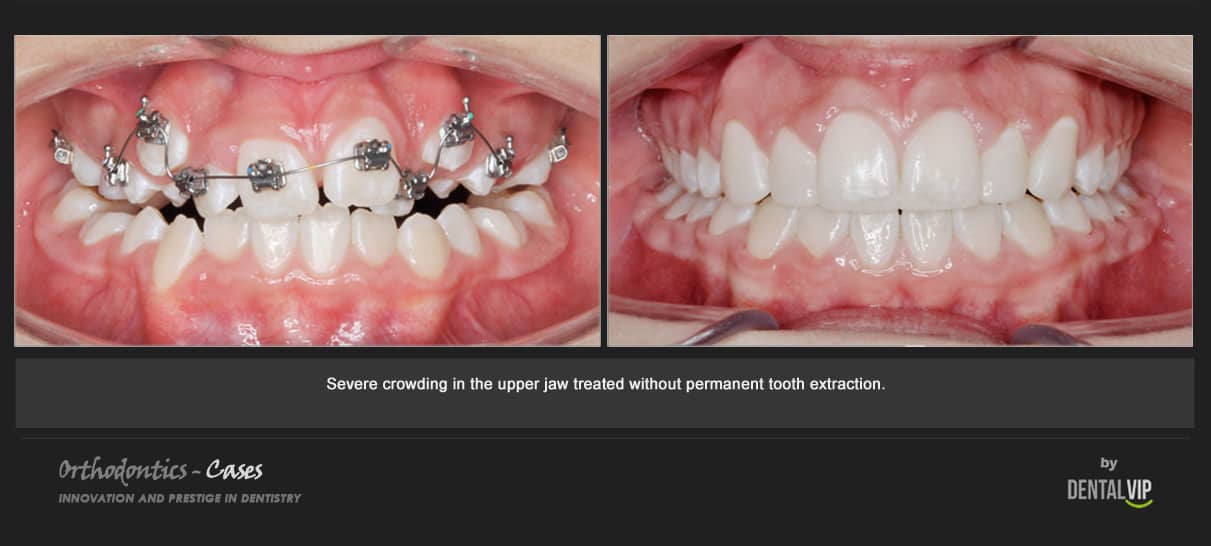 Severe crowding in the upper jaw treated without permanent tooth extraction.
Orthodontics - Cases
INNOVATION AND PRESTIGE IN DENTISTRY
by
DENTALVIP